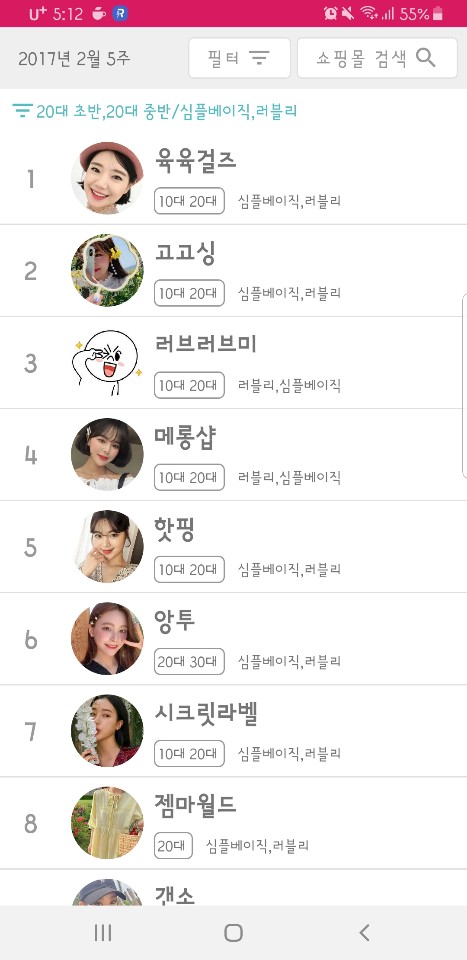 U+ 5:12 R 55%
2017년 2월 5주 필터 쇼핑몰 검색
20대 초반,20대 중반/심플베이직,러블리
1 육육걸즈
10대 20대 심플베이직,러블리
2 고고싱
10대 20대 심플베이직,러블리
3 러브러브미
10대 20대 러블리,심플베이직
4 메롱샵
10대 20대 러블리,심플베이직
5 핫핑
10대 20대 심플베이직,러블리
6 앙투
20대 30대 심플베이직,러블리
7 시크릿라벨
10대 20대 심플베이직,러블리
8 젬마월드
20대 심플베이직,러블리
갠소